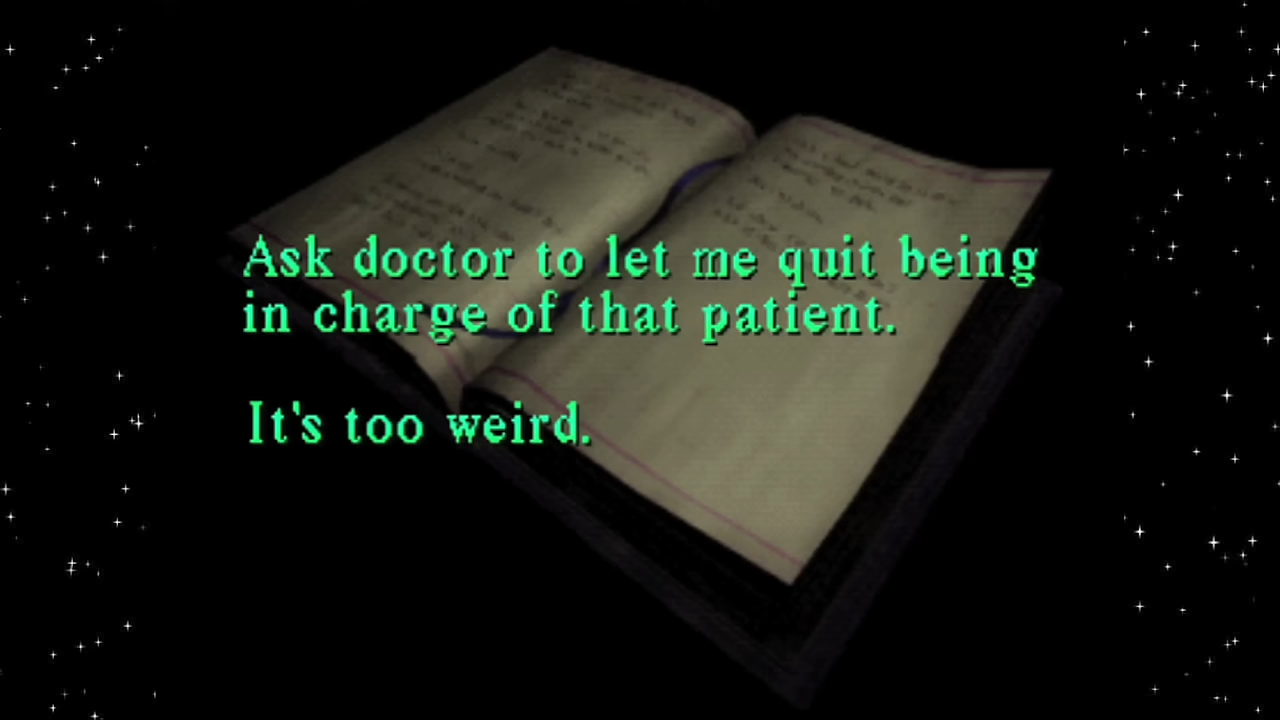 Ask doctor to let me quit being
in charge of that patient.
It's too weird.